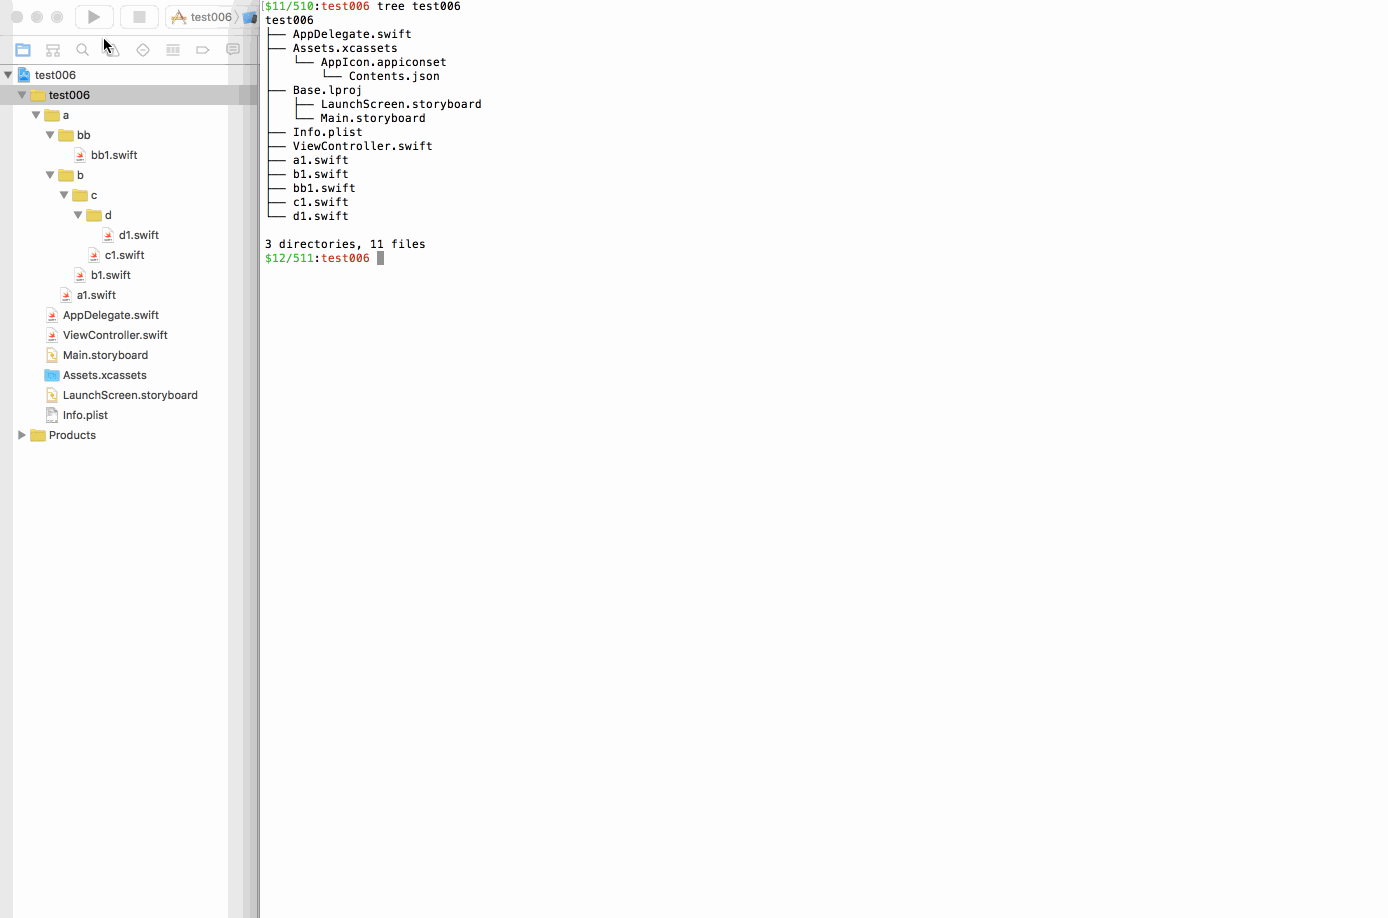 test006
test006
test006
a
bb
bb1.swift
b
c
d
d1.swift
c1.swift
b1.swift
a1.swift
AppDelegate.swift
ViewController.swift
Main.storyboard
Assets.xcassets
LaunchScreen.storyboard
Info.plist
Products
[$11/510:test006 tree test006
test006
├── AppDelegate.swift
├── Assets.xcassets
│   └── AppIcon.appiconset
│       └── Contents.json
├── Base.lproj
│   ├── LaunchScreen.storyboard
│   └── Main.storyboard
├── Info.plist
├── ViewController.swift
├── a1.swift
├── b1.swift
├── bb1.swift
├── c1.swift
└── d1.swift
3 directories, 11 files
$12/511:test006